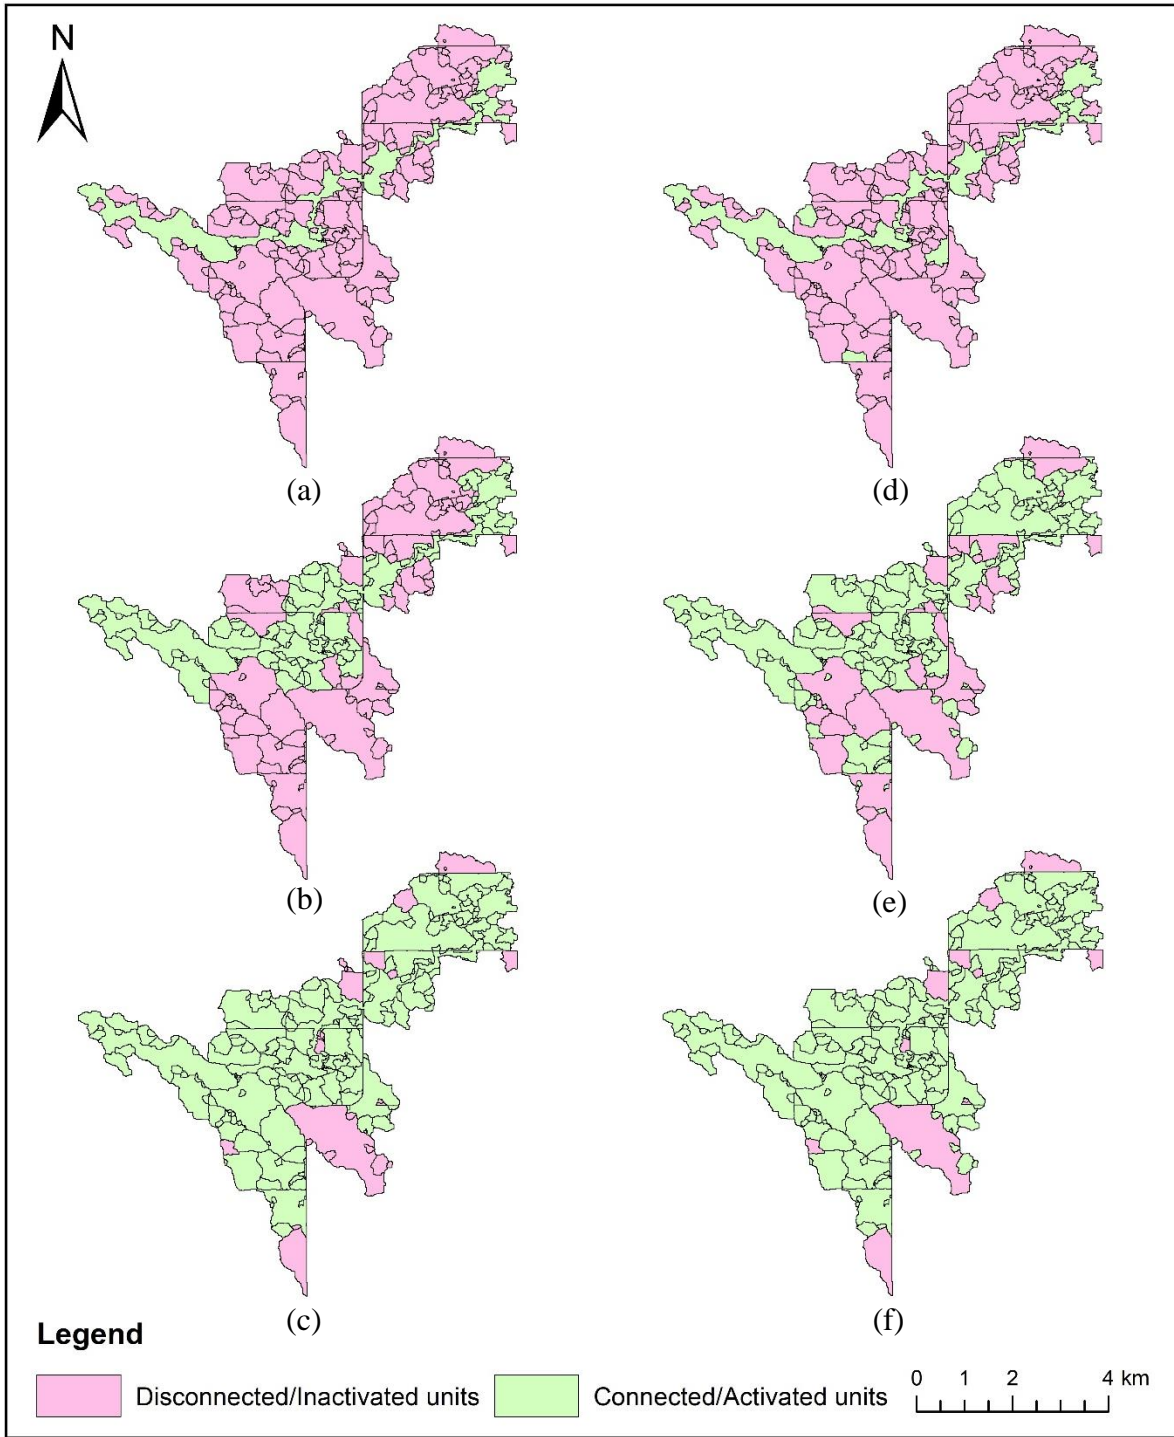 N
(a)
(d)
(b)
(e)
(c)
(f)
Legend
Disconnected/Inactivated units
Connected/Activated units
0 1 2 4 km